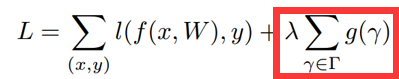 L = ∑_{(x,y)} l(f(x, W), y) + λ ∑_{γ∈Γ} g(γ)